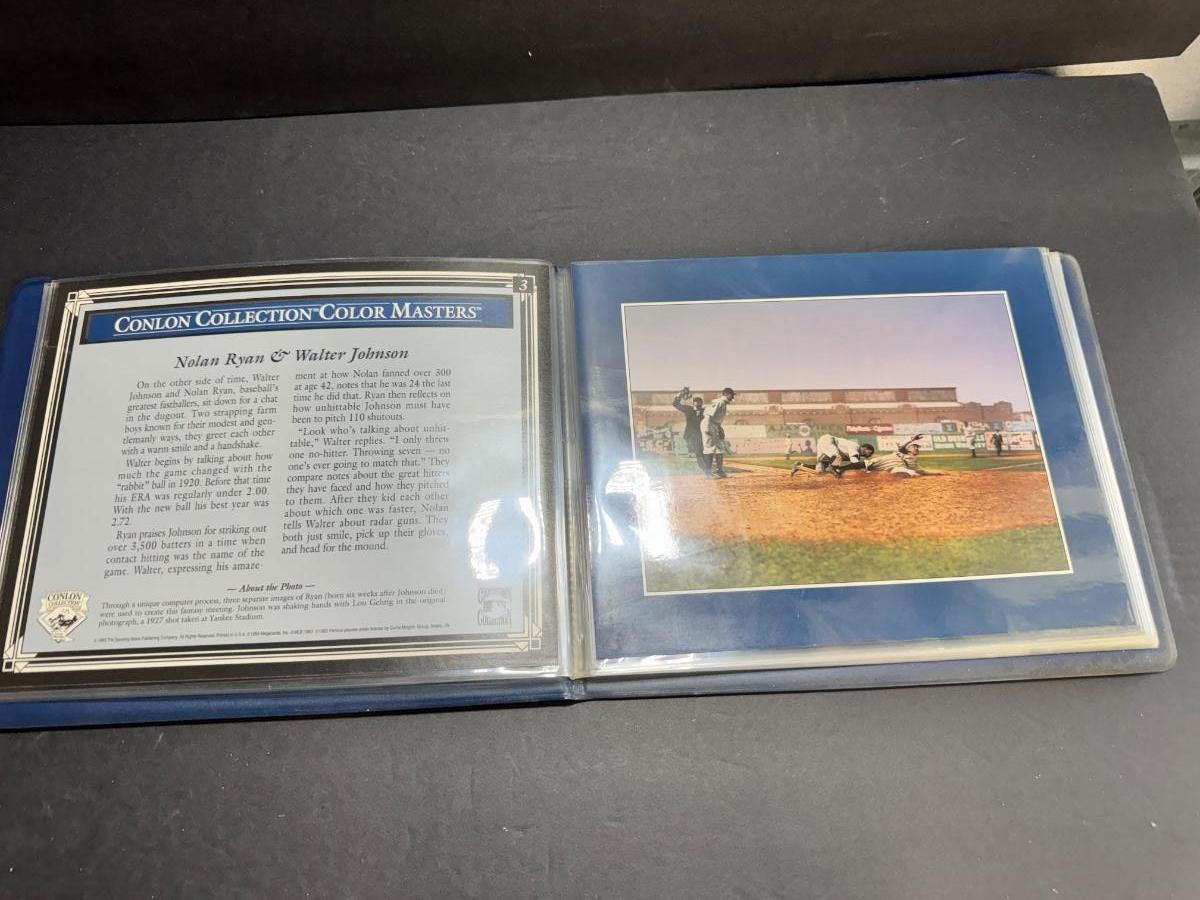 3
CONLON COLLECTION™ COLOR MASTERS™
Nolan Ryan & Walter Johnson
On the other side of time, Walter
Johnson and Nolan Ryan, baseball's
greatest fastballers, sit down for a chat
in the dugout. Two strapping farm
boys known for their modest and gen-
tlemanly ways, they greet each other
with a warm smile and a handshake.
Walter begins by talking about how
much the game changed with the
"rabbit" ball in 1920. Before that time
his ERA was regularly under 2.00.
With the new ball his best year was
2.72.
Ryan praises Johnson for striking out
over 3,500 batters in a time when
contact hitting was the name of the
game. Walter, expressing his amaze-
ment at how Nolan fanned over 300
at age 42, notes that he was 24 the last
time he did that. Ryan then reflects on
how unhittable Johnson must have
been to pitch 110 shutouts.
"Look who's talking about unhit-
table," Walter replies. "I only threw
one no-hitter. Throwing seven — no
one's ever going to match that." They
compare notes about the great hitters
they have faced and how they pitched
to them. After they kid each other
about which one was faster, Nolan
tells Walter about radar guns. They
both just smile, pick up their gloves,
and head for the mound.
— About the Photo —
Through a unique computer process, three separate images of Ryan (born six weeks after Johnson died)
were used to create this fantasy meeting. Johnson was shaking hands with Lou Gehrig in the original
photograph, a 1927 shot taken at Yankee Stadium.
CONLON
COLLECTION